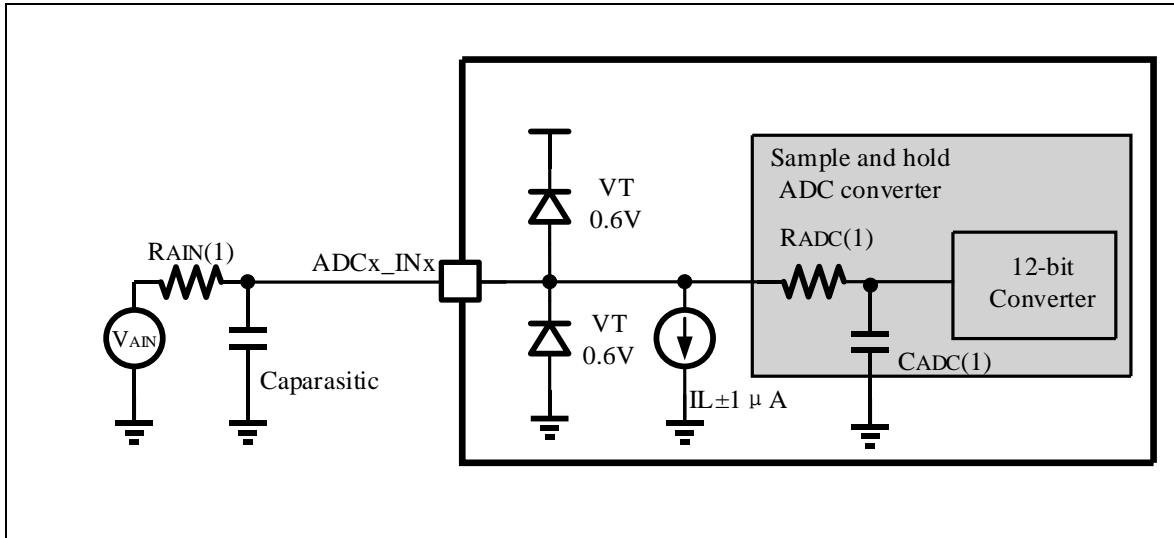 Sample and hold
ADC converter
VT
0.6V
RADC(1)
RAIN(1)
ADCx_INx
12-bit
Converter
VAIN
VT
0.6V
Caparasitic
CADC(1)
IL±1 μA